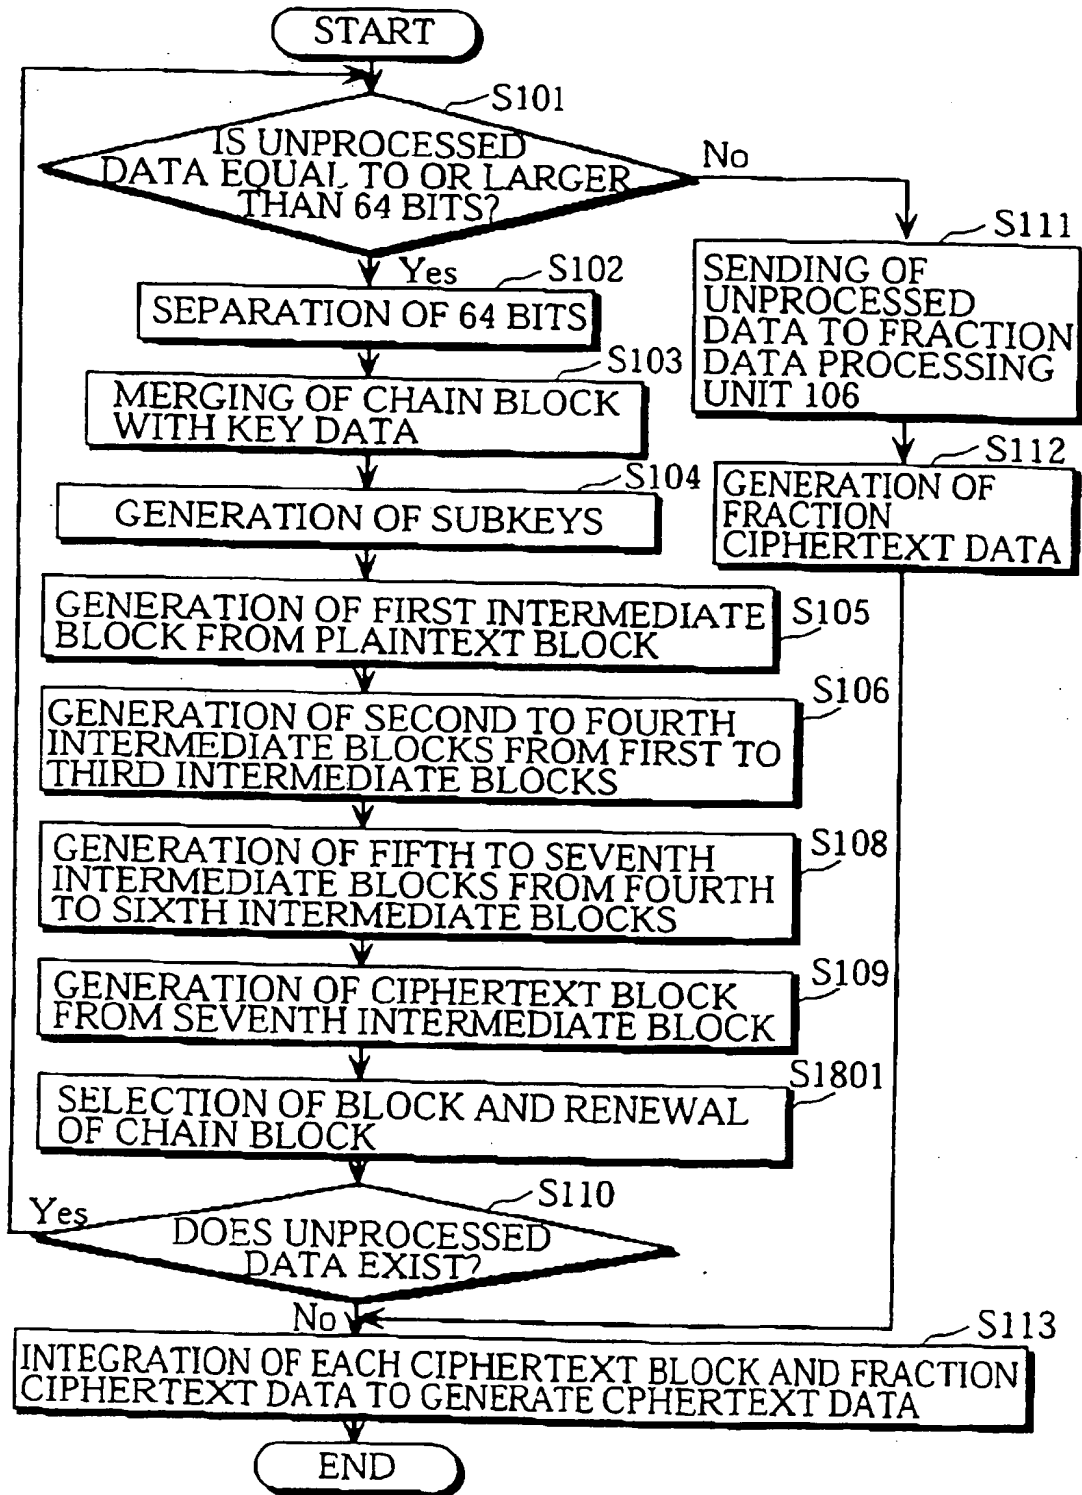 START
S101
IS UNPROCESSED
DATA EQUAL TO OR LARGER
THAN 64 BITS?
No
Yes
S102
SEPARATION OF 64 BITS
S103
MERGING OF CHAIN BLOCK
WITH KEY DATA
S104
GENERATION OF SUBKEYS
S111
SENDING OF
UNPROCESSED
DATA TO FRACTION
DATA PROCESSING
UNIT 106
S112
GENERATION OF
FRACTION
CIPHERTEXT DATA
GENERATION OF FIRST INTERMEDIATE
BLOCK FROM PLAINTEXT BLOCK
S105
S106
GENERATION OF SECOND TO FOURTH
INTERMEDIATE BLOCKS FROM FIRST TO
THIRD INTERMEDIATE BLOCKS
S108
GENERATION OF FIFTH TO SEVENTH
INTERMEDIATE BLOCKS FROM FOURTH
TO SIXTH INTERMEDIATE BLOCKS
S109
GENERATION OF CIPHERTEXT BLOCK
FROM SEVENTH INTERMEDIATE BLOCK
S1801
SELECTION OF BLOCK AND RENEWAL
OF CHAIN BLOCK
S110
Yes
DOES UNPROCESSED
DATA EXIST?
No
S113
INTEGRATION OF EACH CIPHERTEXT BLOCK AND FRACTION
CIPHERTEXT DATA TO GENERATE CPHERTEXT DATA
END